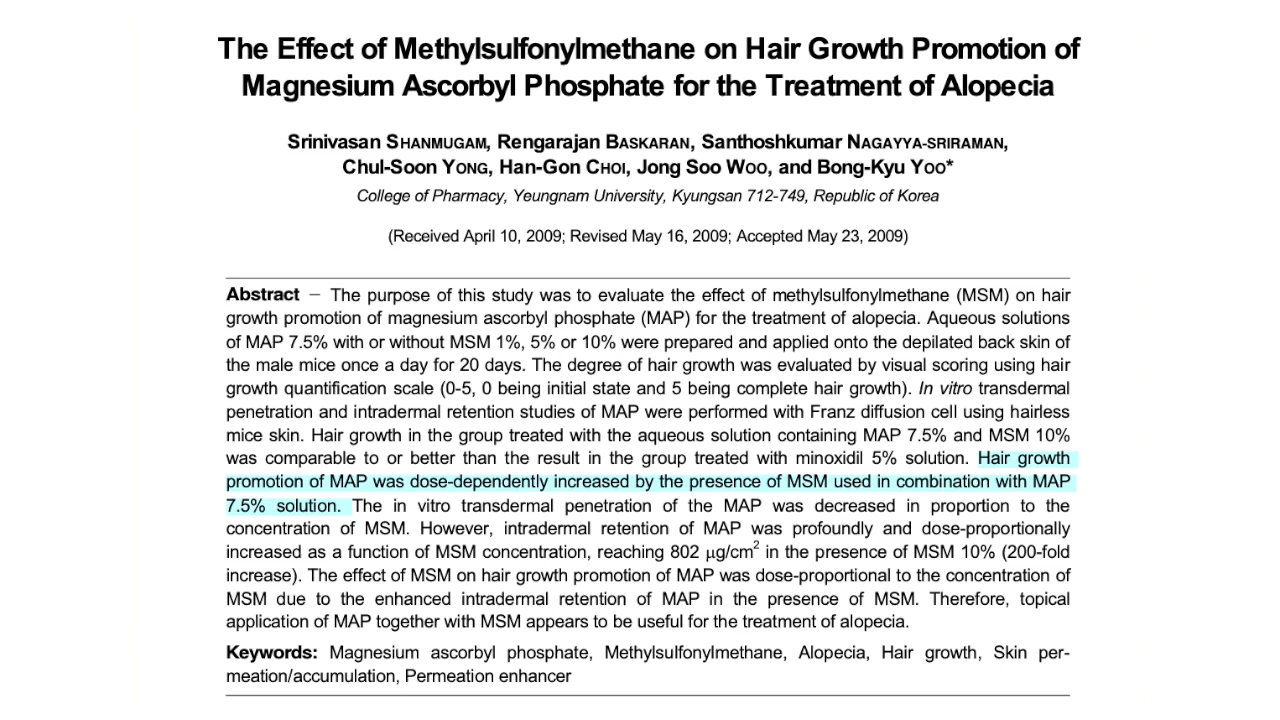 The Effect of Methylsulfonylmethane on Hair Growth Promotion of
Magnesium Ascorbyl Phosphate for the Treatment of Alopecia
Srinivasan SHANMUGAM, Rengarajan BASKARAN, Santhoshkumar NAGAYYA-SRIRAMAN,
Chul-Soon YONG, Han-Gon CHOI, Jong Soo WOO, and Bong-Kyu YOO*
College of Pharmacy, Yeungnam University, Kyungsan 712-749, Republic of Korea
(Received April 10, 2009; Revised May 16, 2009; Accepted May 23, 2009)
Abstract − The purpose of this study was to evaluate the effect of methylsulfonylmethane (MSM) on hair
growth promotion of magnesium ascorbyl phosphate (MAP) for the treatment of alopecia. Aqueous solutions
of MAP 7.5% with or without MSM 1%, 5% or 10% were prepared and applied onto the depilated back skin of
the male mice once a day for 20 days. The degree of hair growth was evaluated by visual scoring using hair
growth quantification scale (0-5, 0 being initial state and 5 being complete hair growth). In vitro transdermal
penetration and intradermal retention studies of MAP were performed with Franz diffusion cell using hairless
mice skin. Hair growth in the group treated with the aqueous solution containing MAP 7.5% and MSM 10%
was comparable to or better than the result in the group treated with minoxidil 5% solution. Hair growth
promotion of MAP was dose-dependently increased by the presence of MSM used in combination with MAP
7.5% solution. The in vitro transdermal penetration of the MAP was decreased in proportion to the
concentration of MSM. However, intradermal retention of MAP was profoundly and dose-proportionally
increased as a function of MSM concentration, reaching 802 μg/cm² in the presence of MSM 10% (200-fold
increase). The effect of MSM on hair growth promotion of MAP was dose-proportional to the concentration of
MSM due to the enhanced intradermal retention of MAP in the presence of MSM. Therefore, topical
application of MAP together with MSM appears to be useful for the treatment of alopecia.
Keywords: Magnesium ascorbyl phosphate, Methylsulfonylmethane, Alopecia, Hair growth, Skin per-
meation/accumulation, Permeation enhancer